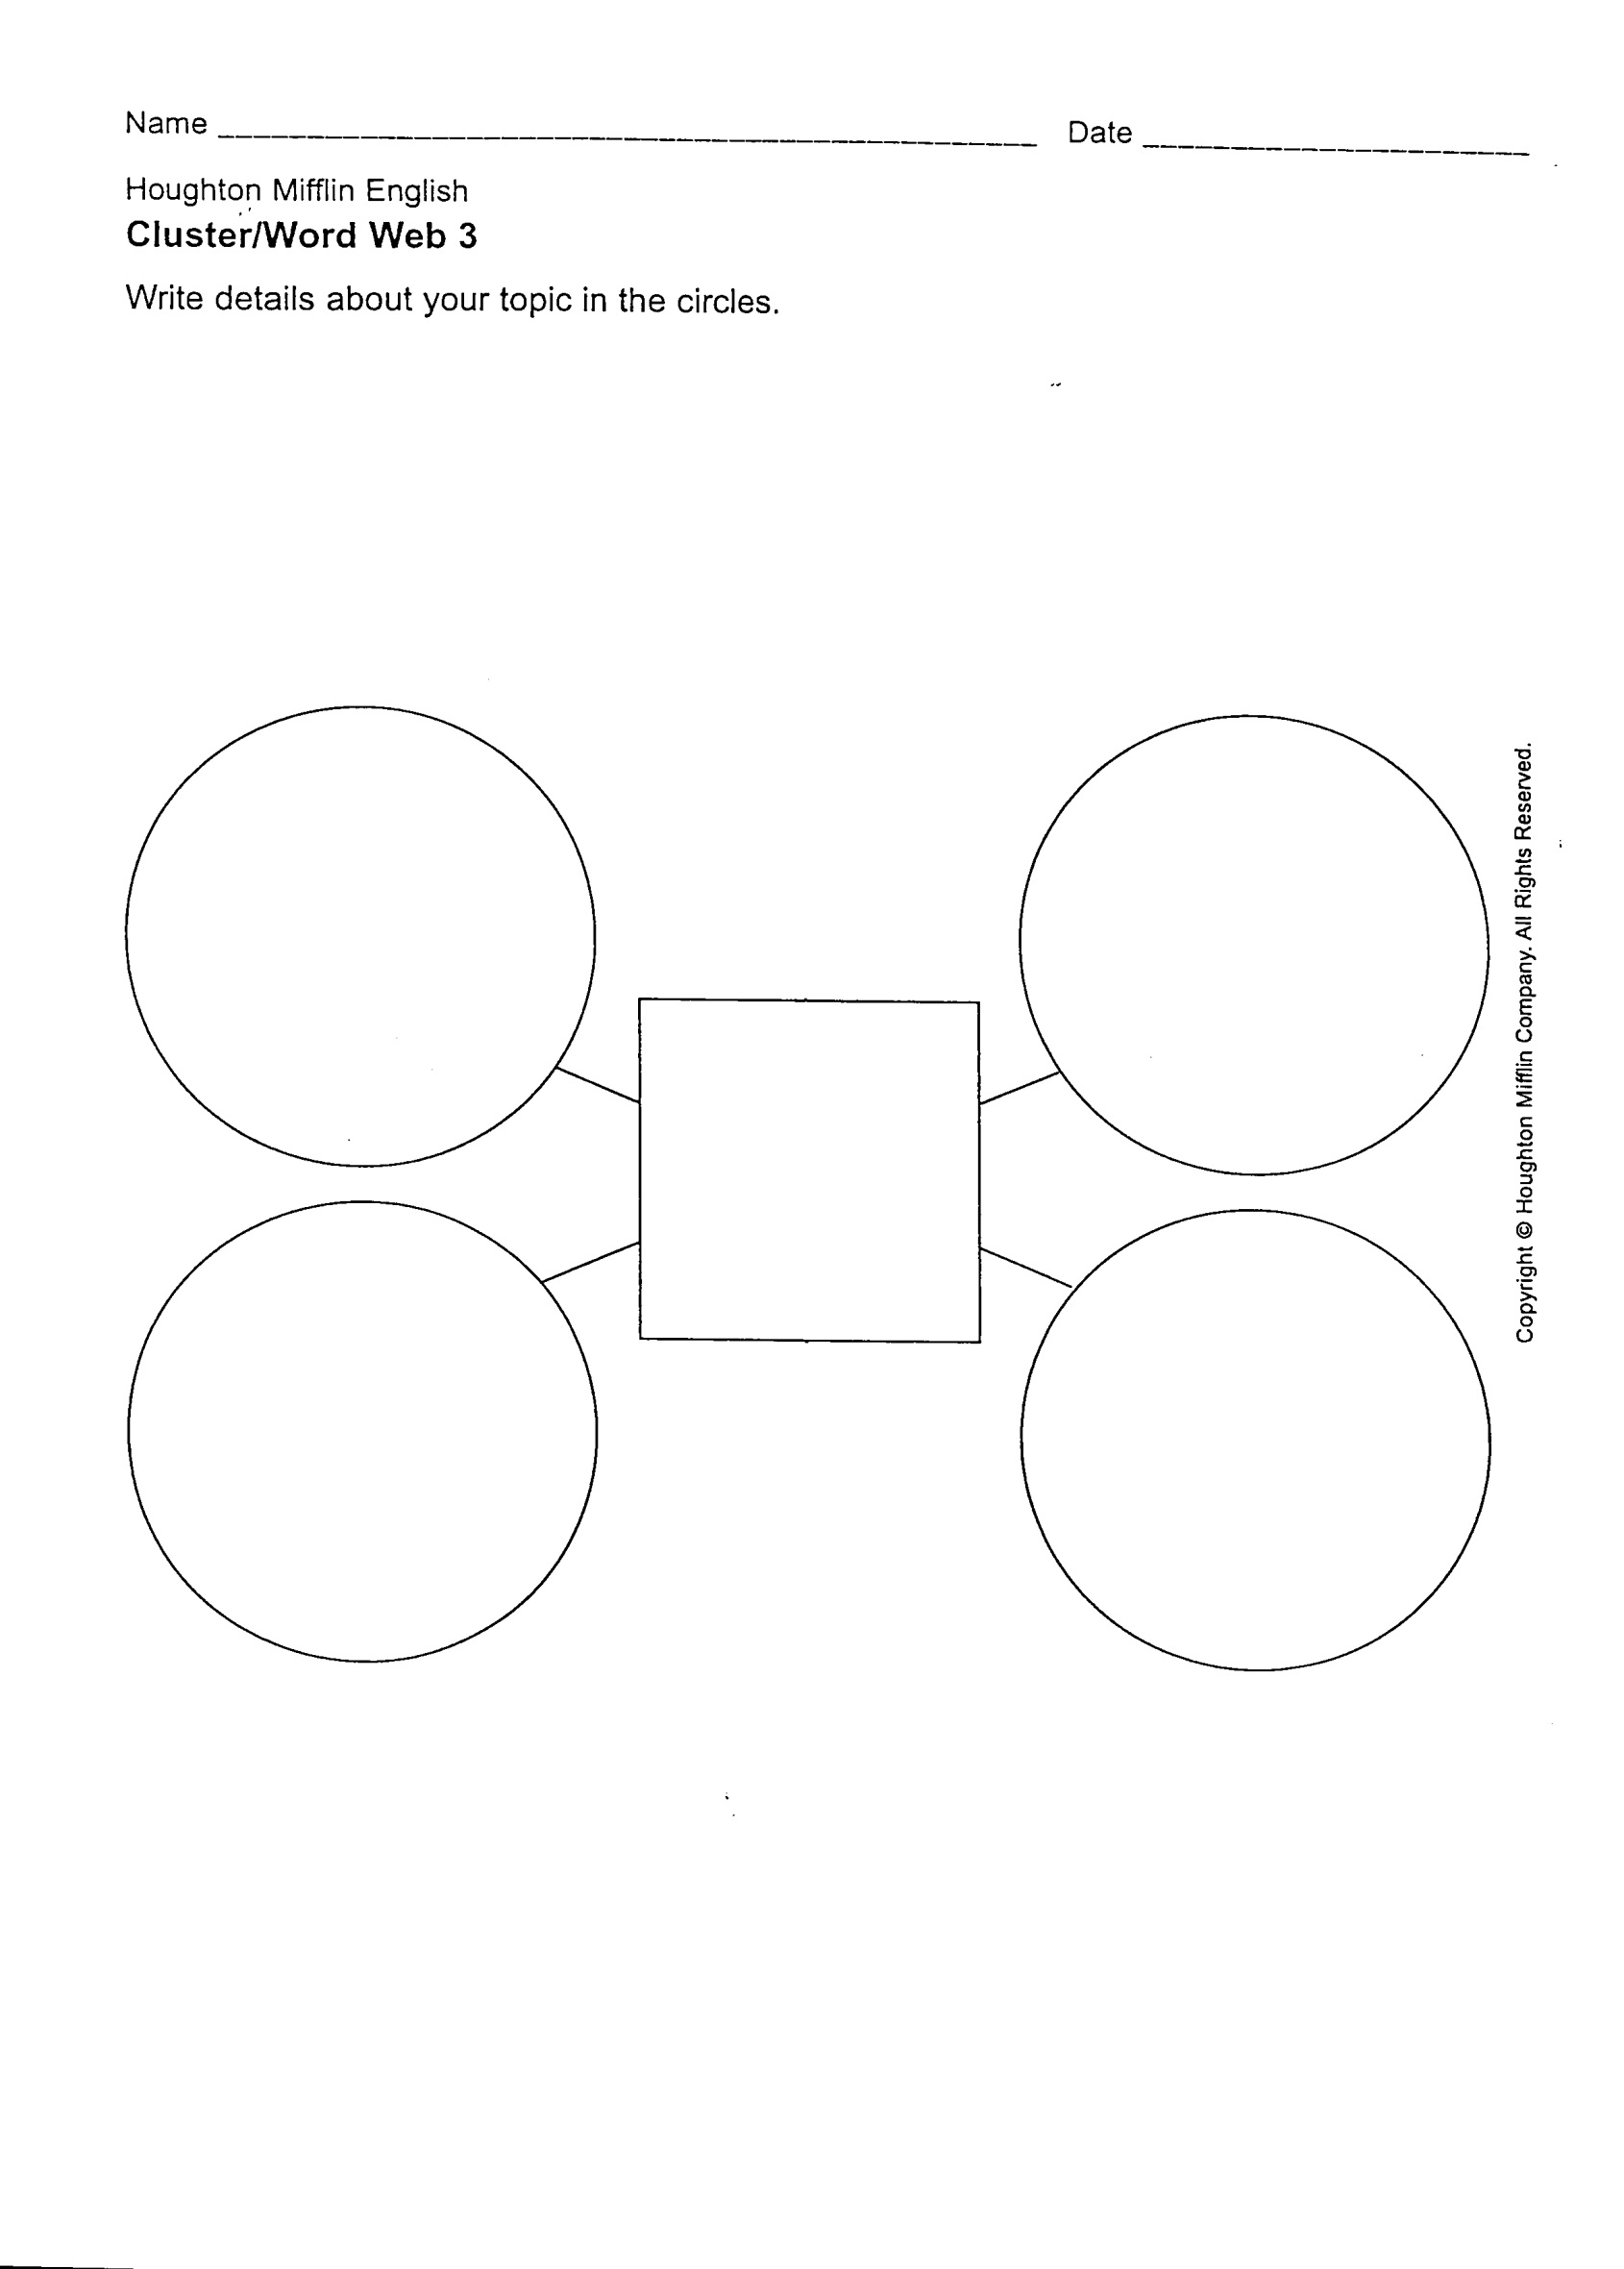 Name Date
Houghton Mifflin English
Cluster/Word Web 3
Write details about your topic in the circles.
Copyright © Houghton Mifflin Company. All Rights Reserved.